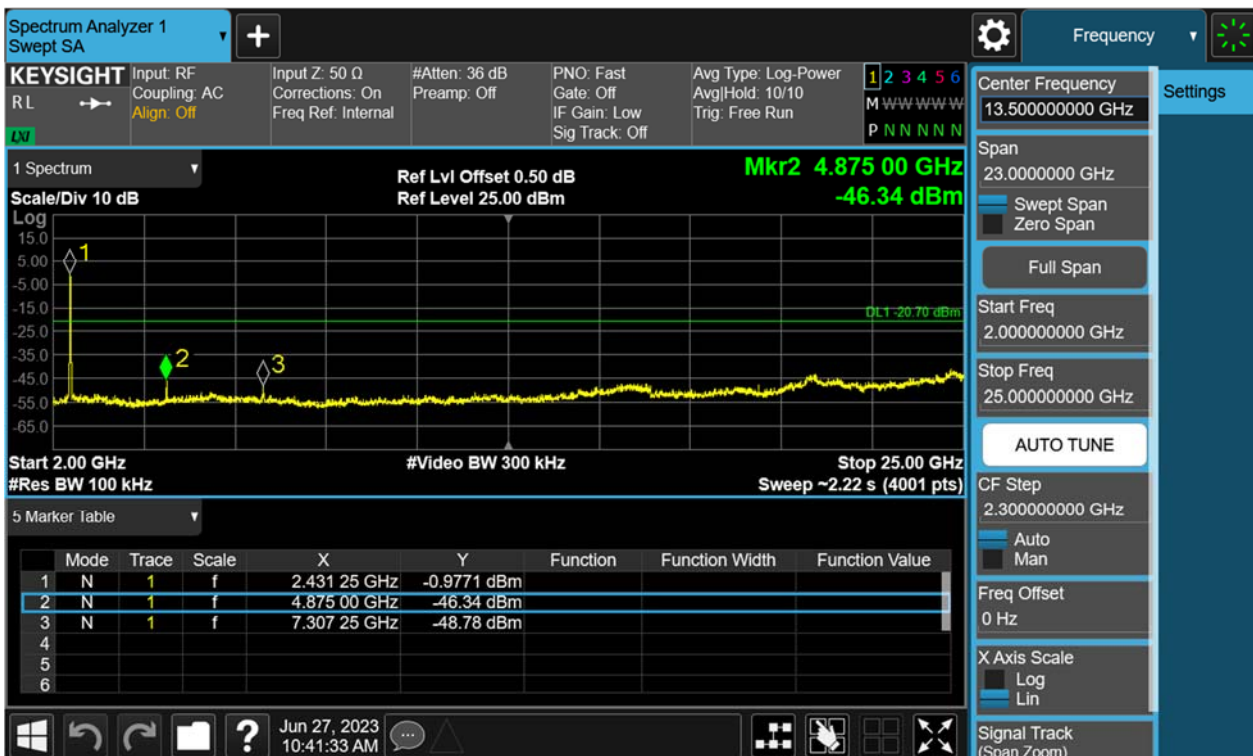 Spectrum Analyzer 1
Swept SA
+
Frequency
KEYSIGHT
RL
LXI
Input: RF
Coupling: AC
Align: Off
Input Z: 50 Ω
Corrections: On
Freq Ref: Internal
#Atten: 36 dB
Preamp: Off
PNO: Fast
Gate: Off
IF Gain: Low
Sig Track: Off
Avg Type: Log-Power
Avg|Hold: 10/10
Trig: Free Run
1 2 3 4 5 6
M W W W W W
P N N N N N
Center Frequency
13.500000000 GHz
Settings
Span
23.0000000 GHz
Swept Span
Zero Span
Full Span
Start Freq
2.000000000 GHz
Stop Freq
25.000000000 GHz
AUTO TUNE
CF Step
2.300000000 GHz
Auto
Man
Freq Offset
0 Hz
X Axis Scale
Log
Lin
Signal Track
(Span Zoom)
1 Spectrum
Scale/Div 10 dB
Ref Lvl Offset 0.50 dB
Ref Level 25.00 dBm
Mkr2 4.875 00 GHz
-46.34 dBm
Log
15.0
5.00
-5.00
-15.0
-25.0
-35.0
-45.0
-55.0
-65.0
1
2
3
DL1 -20.70 dBm
Start 2.00 GHz
#Video BW 300 kHz
Stop 25.00 GHz
#Res BW 100 kHz
Sweep ~2.22 s (4001 pts)
5 Marker Table
Mode Trace Scale X Y Function Function Width Function Value
1 N 1 f 2.431 25 GHz -0.9771 dBm
2 N 1 f 4.875 00 GHz -46.34 dBm
3 N 1 f 7.307 25 GHz -48.78 dBm
4
5
6
?
Jun 27, 2023
10:41:33 AM